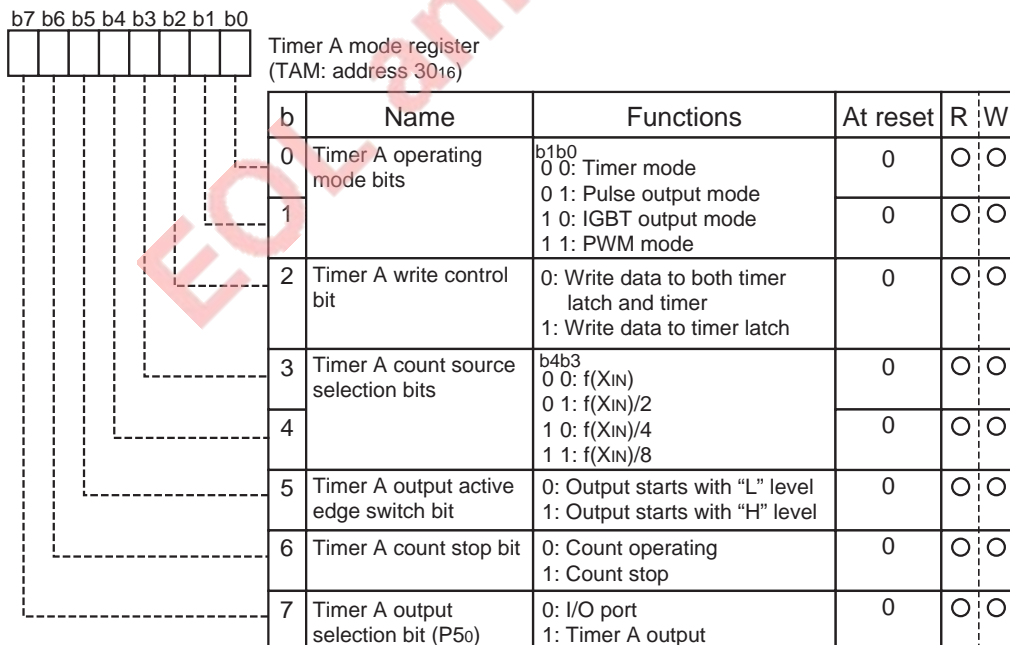 b7 b6 b5 b4 b3 b2 b1 b0
Timer A mode register
(TAM: address 3016)
b Name Functions At reset R W
0 Timer A operating mode bits b1b0
0 0: Timer mode
0 1: Pulse output mode
1 0: IGBT output mode
1 1: PWM mode
0
1 0
2 Timer A write control bit 0: Write data to both timer
latch and timer
1: Write data to timer latch
0
3 Timer A count source selection bits b4b3
0 0: f(XIN)
0 1: f(XIN)/2
1 0: f(XIN)/4
1 1: f(XIN)/8
0
4 0
5 Timer A output active edge switch bit 0: Output starts with “L” level
1: Output starts with “H” level
0
6 Timer A count stop bit 0: Count operating
1: Count stop
0
7 Timer A output selection bit (P50) 0: I/O port
1: Timer A output
0
EOL